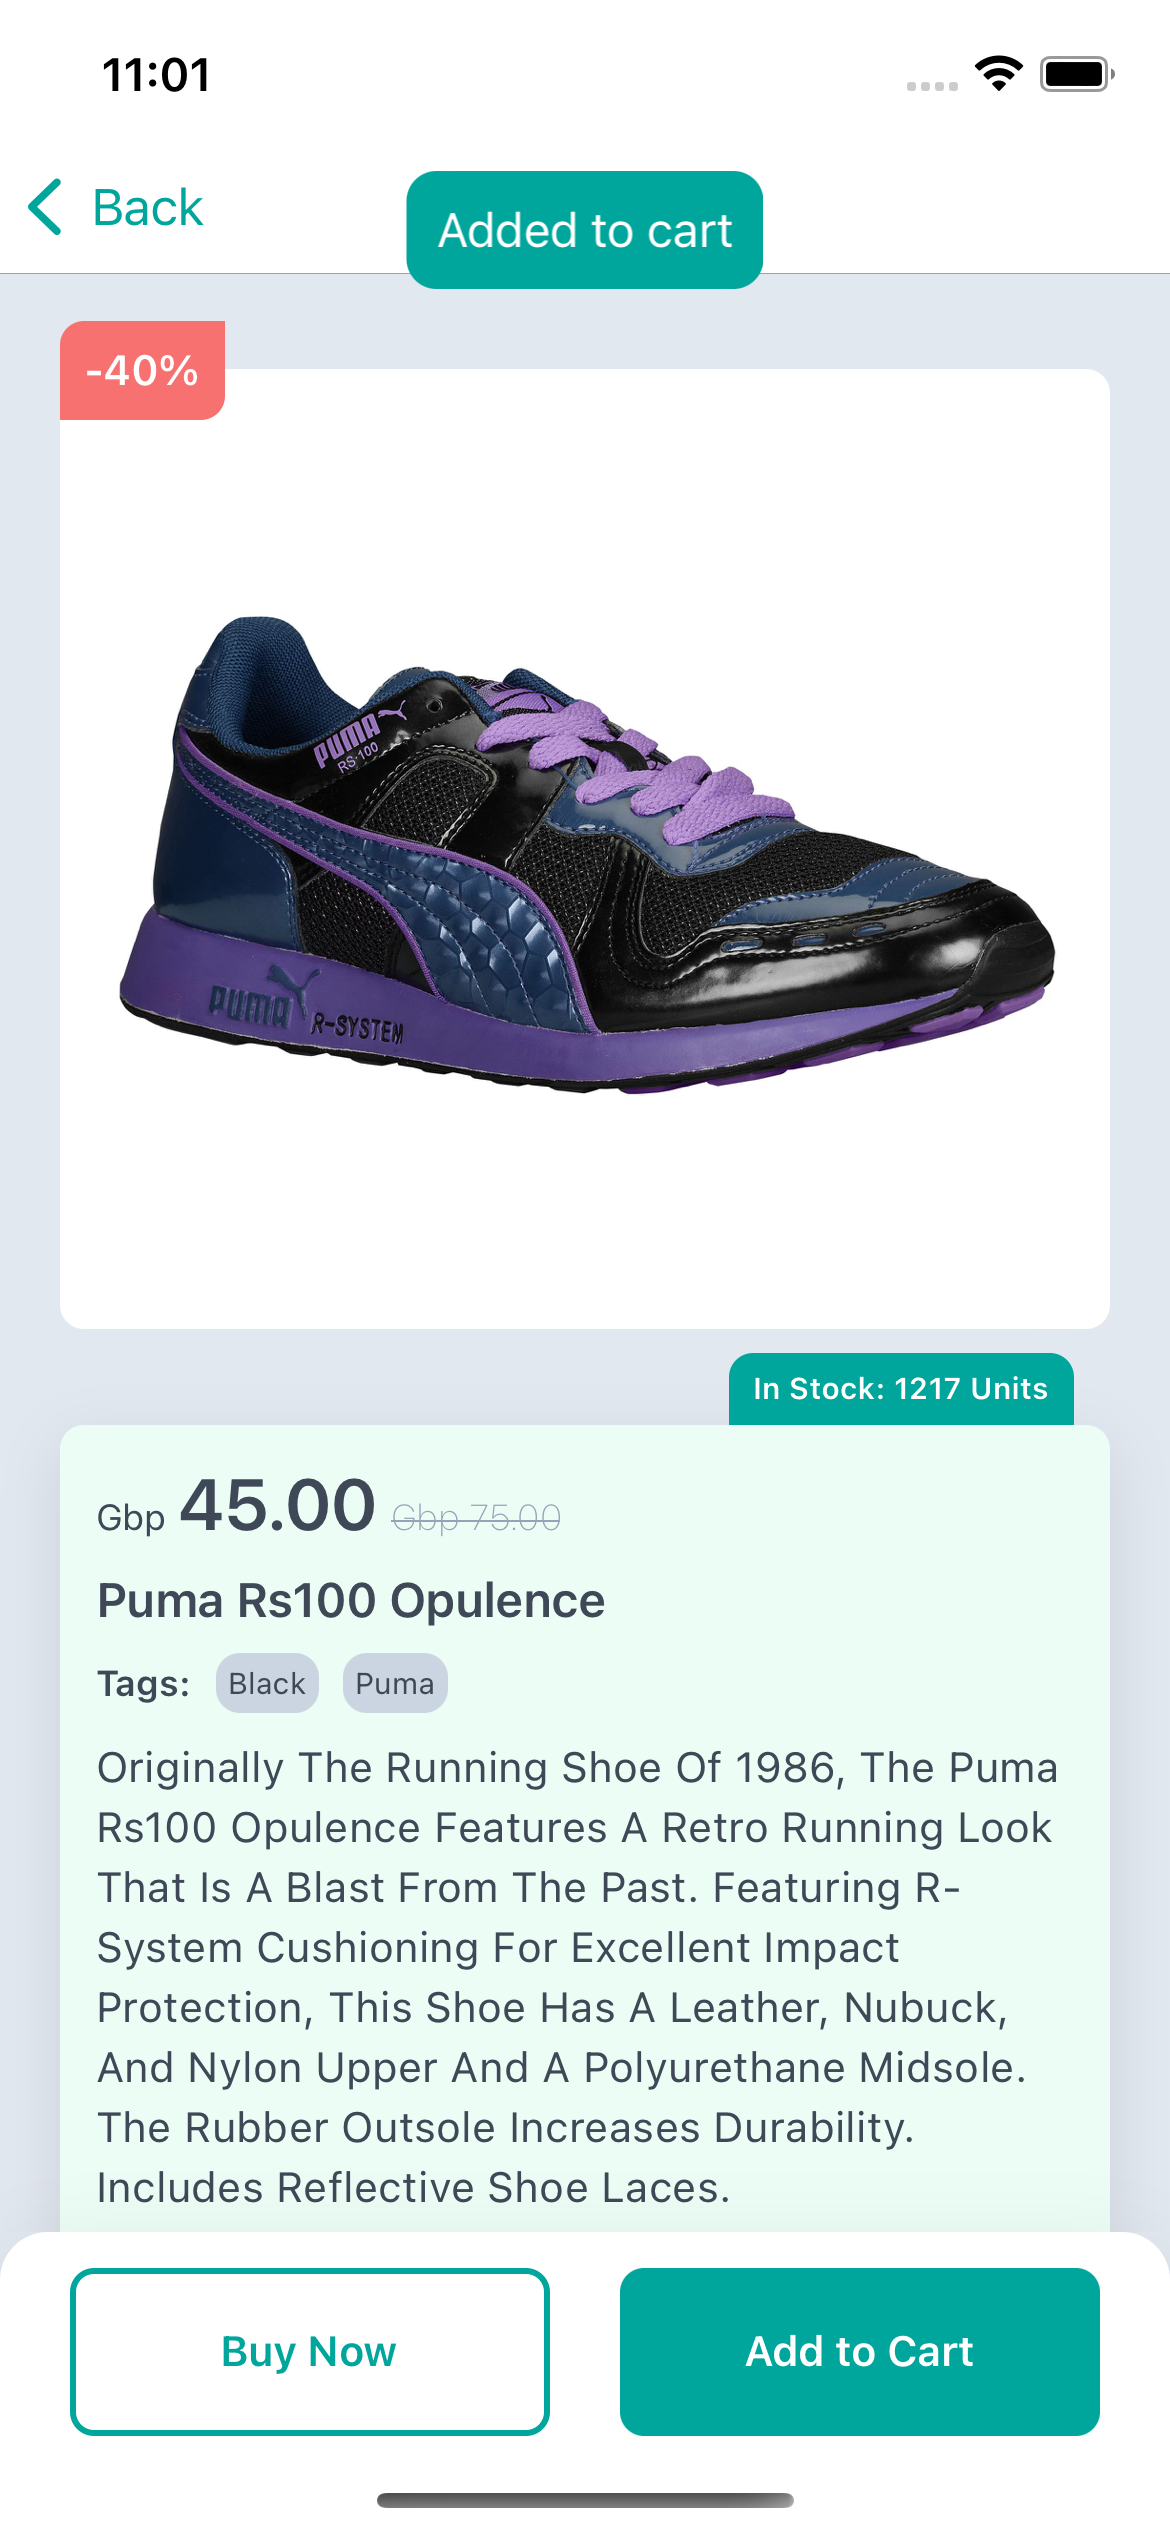 11:01
Back
Added to cart
-40%
PUMA
RS-100
PUMA
R-SYSTEM
In Stock: 1217 Units
Gbp 45.00 Gbp 75.00
Puma Rs100 Opulence
Tags: Black Puma
Originally The Running Shoe Of 1986, The Puma
Rs100 Opulence Features A Retro Running Look
That Is A Blast From The Past. Featuring R-
System Cushioning For Excellent Impact
Protection, This Shoe Has A Leather, Nubuck,
And Nylon Upper And A Polyurethane Midsole.
The Rubber Outsole Increases Durability.
Includes Reflective Shoe Laces.
Buy Now
Add to Cart